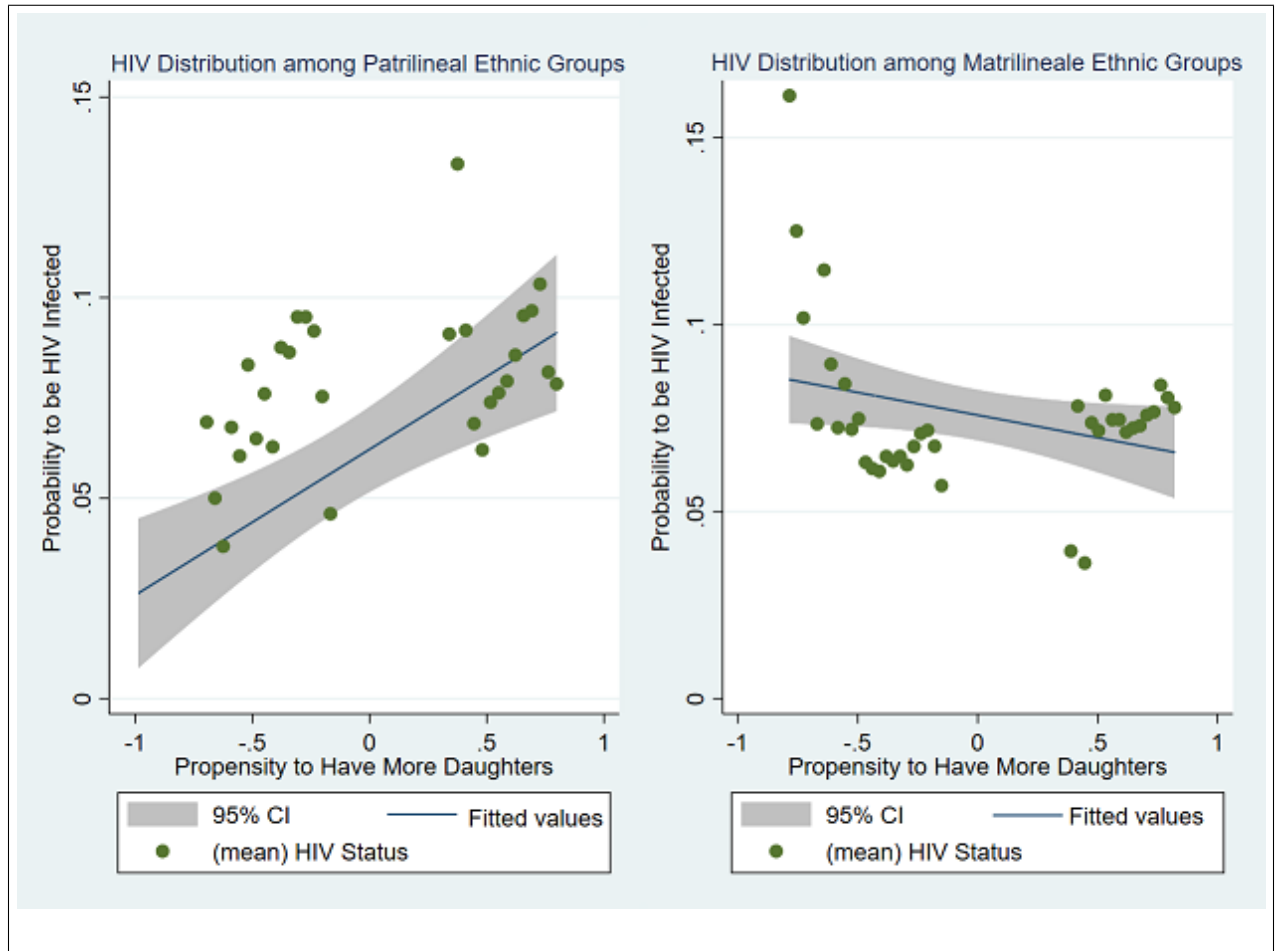 HIV Distribution among Patrilineal Ethnic Groups
Probability to be HIV Infected
.15
.1
.05
0
-1 -.5 0 .5 1
Propensity to Have More Daughters
95% CI Fitted values
(mean) HIV Status
HIV Distribution among Matrilineale Ethnic Groups
Probability to be HIV Infected
.15
.1
.05
0
-1 -.5 0 .5 1
Propensity to Have More Daughters
95% CI Fitted values
(mean) HIV Status